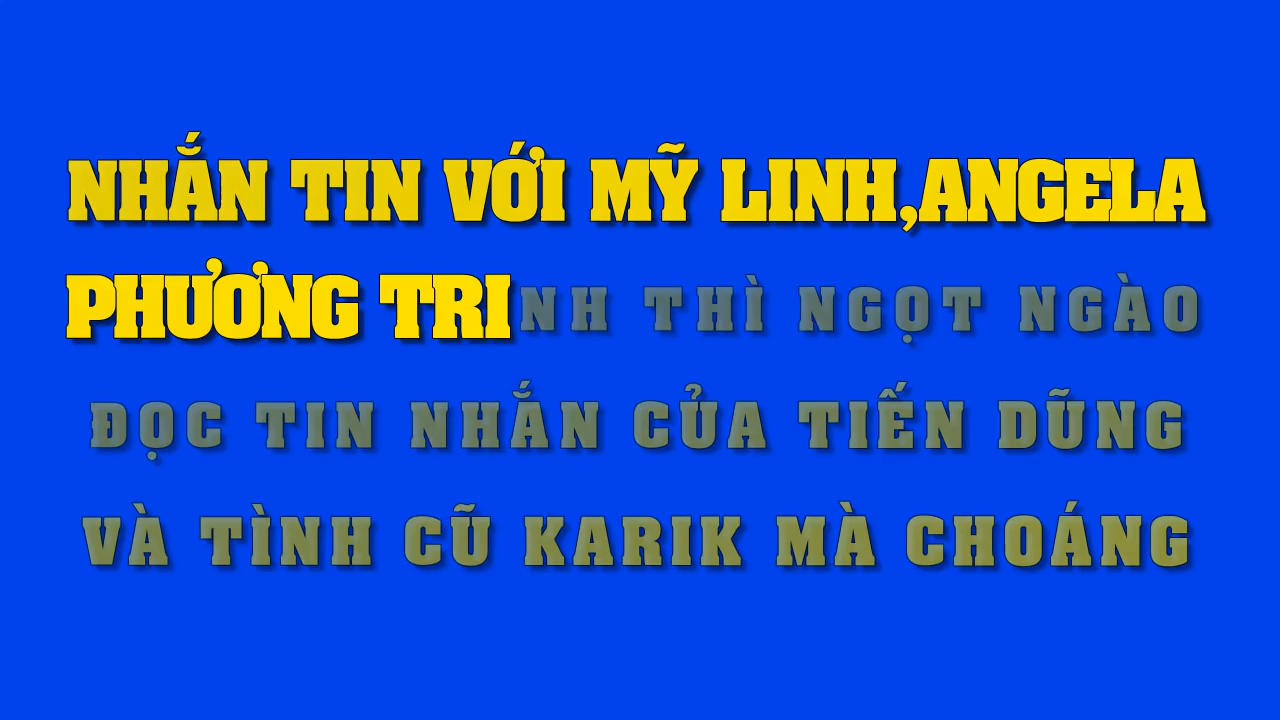 NHẮN TIN VỚI MỸ LINH,ANGELA
PHƯƠNG TRINH THÌ NGỌT NGÀO
ĐỌC TIN NHẮN CỦA TIẾN DŨNG
VÀ TÌNH CŨ KARIK MÀ CHOÁNG